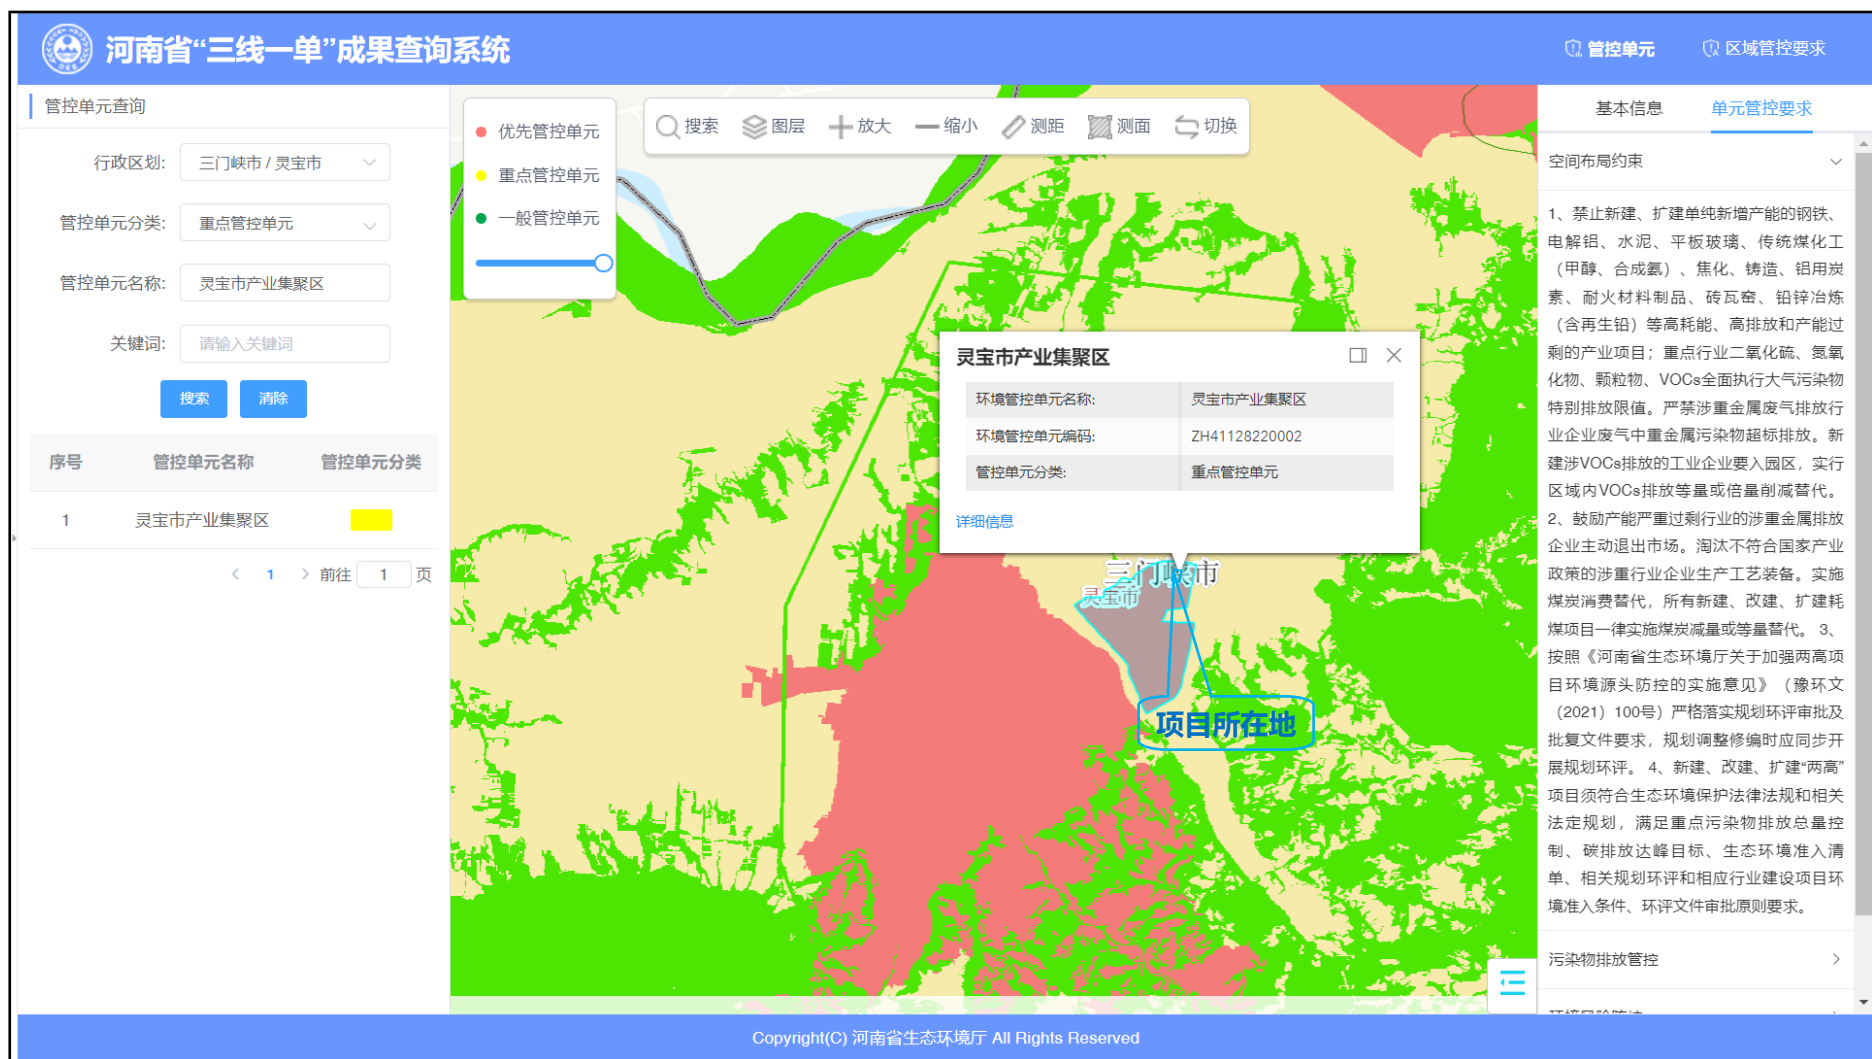 河南省“三线一单”成果查询系统
管控单元
区域管控要求
管控单元查询
行政区划:
三门峡市 / 灵宝市
管控单元分类:
重点管控单元
管控单元名称:
灵宝市产业集聚区
关键词:
请输入关键词
搜索
清除
序号
管控单元名称
管控单元分类
1
灵宝市产业集聚区
1
前往
1
页
优先管控单元
重点管控单元
一般管控单元
搜索
图层
放大
缩小
测距
测面
切换
灵宝市产业集聚区
环境管控单元名称:
灵宝市产业集聚区
环境管控单元编码:
ZH41128220002
管控单元分类:
重点管控单元
详细信息
三门峡市
灵宝市
项目所在地
基本信息
单元管控要求
空间布局约束
1、禁止新建、扩建单纯新增产能的钢铁、
电解铝、水泥、平板玻璃、传统煤化工
（甲醇、合成氨）、焦化、铸造、铝用炭
素、耐火材料制品、砖瓦窑、铅锌冶炼
（含再生铅）等高耗能、高排放和产能过
剩的产业项目；重点行业二氧化硫、氮氧
化物、颗粒物、VOCs全面执行大气污染物
特别排放限值。严禁涉重金属废气排放行
业企业废气中重金属污染物超标排放。新
建涉VOCs排放的工业企业要入园区，实行
区域内VOCs排放等量或倍量削减替代。
2、鼓励产能严重过剩行业的涉重金属排放
企业主动退出市场。淘汰不符合国家产业
政策的涉重行业企业生产工艺装备。实施
煤炭消费替代，所有新建、改建、扩建耗
煤项目一律实施煤炭减量或等量替代。 3、
按照《河南省生态环境厅关于加强两高项
目环境源头防控的实施意见》（豫环文
（2021）100号）严格落实规划环评审批及
批复文件要求，规划调整修编时应同步开
展规划环评。 4、新建、改建、扩建“两高”
项目须符合生态环境保护法律法规和相关
法定规划，满足重点污染物排放总量控
制、碳排放达峰目标、生态环境准入清
单、相关规划环评和相应行业建设项目环
境准入条件、环评文件审批原则要求。
污染物排放管控
Copyright(C) 河南省生态环境厅 All Rights Reserved